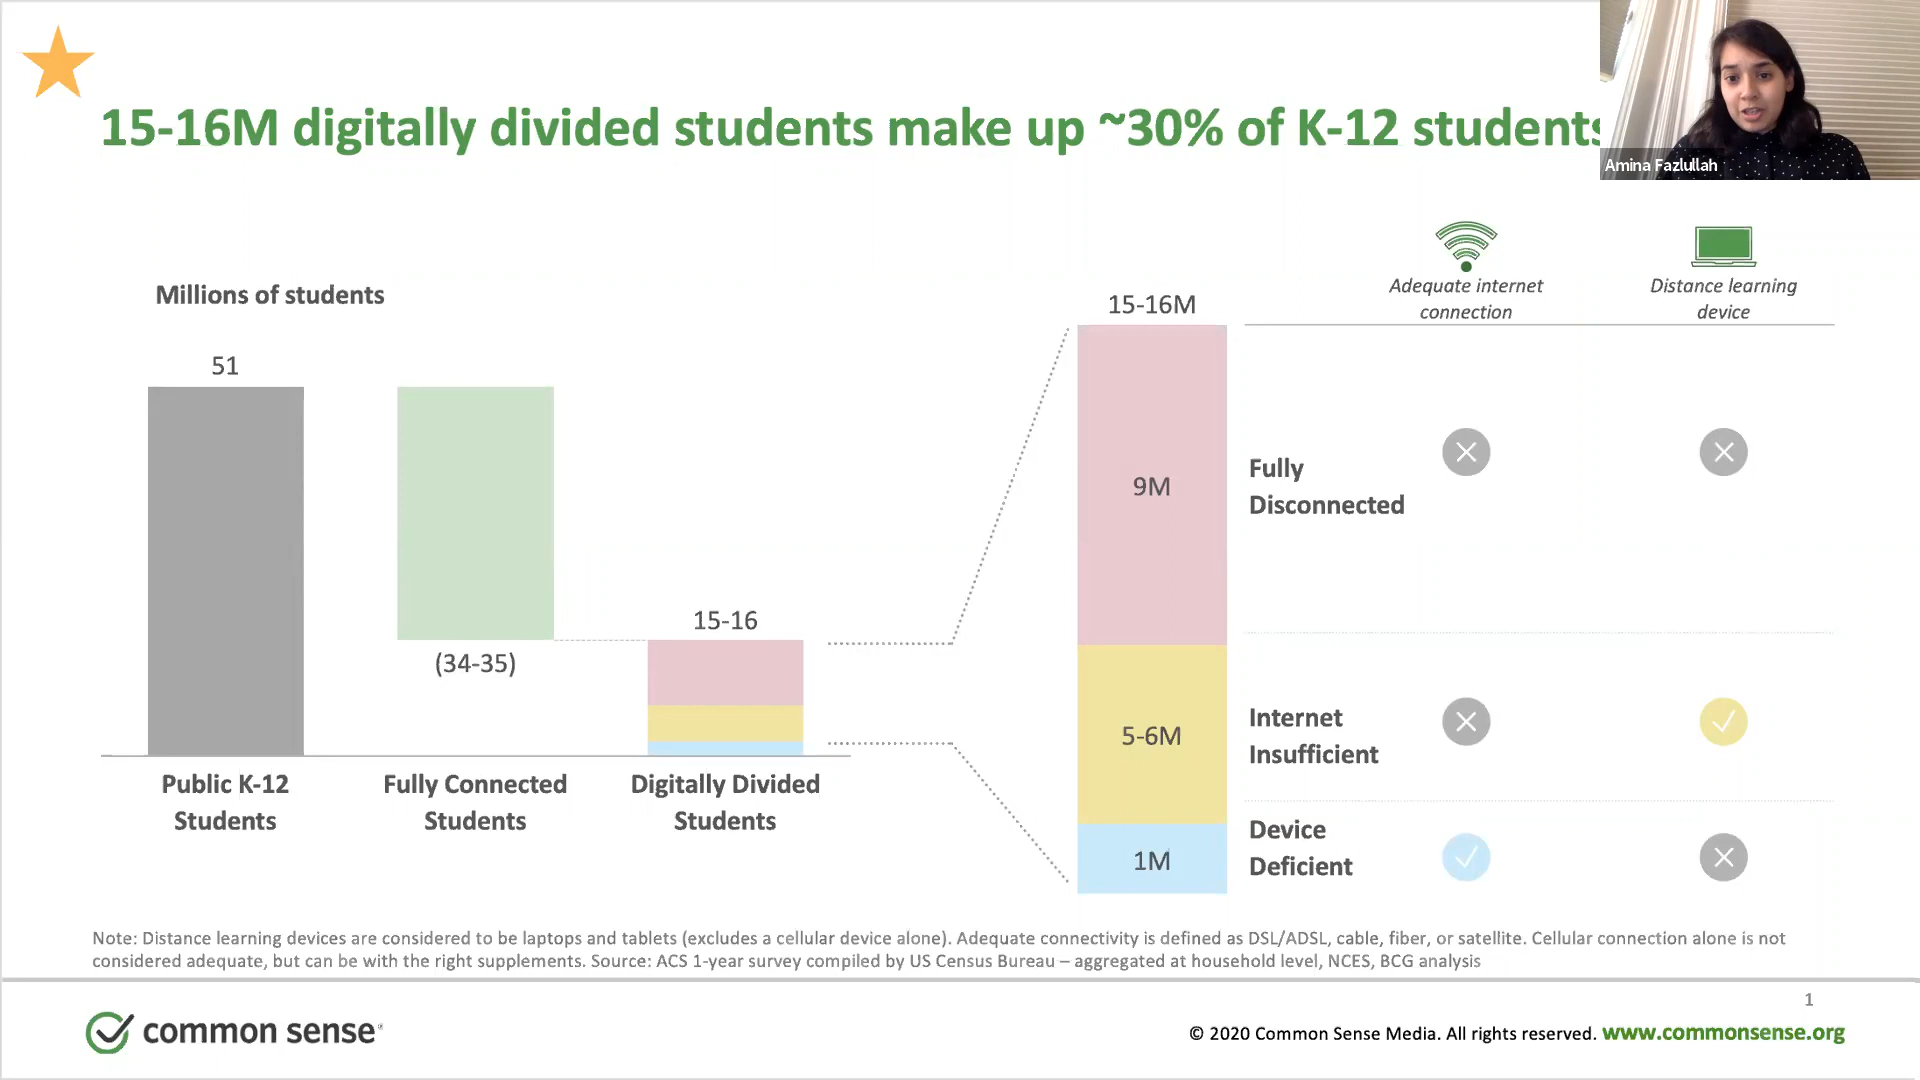 15-16M digitally divided students make up ~30% of K-12 students
Amina Fazlullah
Adequate internet
connection
Distance learning
device
Millions of students
51
(34-35)
15-16
Public K-12
Students
Fully Connected
Students
Digitally Divided
Students
15-16M
9M
Fully
Disconnected
5-6M
Internet
Insufficient
1M
Device
Deficient
Note: Distance learning devices are considered to be laptops and tablets (excludes a cellular device alone). Adequate connectivity is defined as DSL/ADSL, cable, fiber, or satellite. Cellular connection alone is not
considered adequate, but can be with the right supplements. Source: ACS 1-year survey compiled by US Census Bureau – aggregated at household level, NCES, BCG analysis
1
common sense®
© 2020 Common Sense Media. All rights reserved. www.commonsense.org